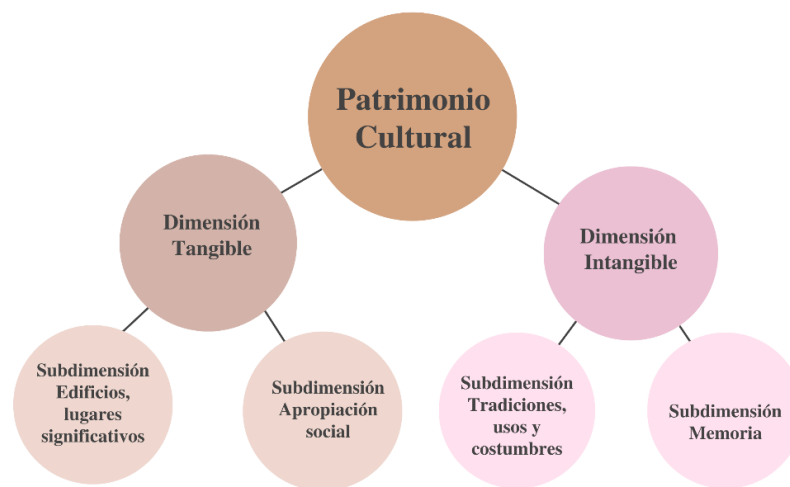 Patrimonio
Cultural
Dimensión
Tangible
Dimensión
Intangible
Subdimensión
Edificios,
lugares
significativos
Subdimensión
Apropiación
social
Subdimensión
Tradiciones,
usos y
costumbres
Subdimensión
Memoria